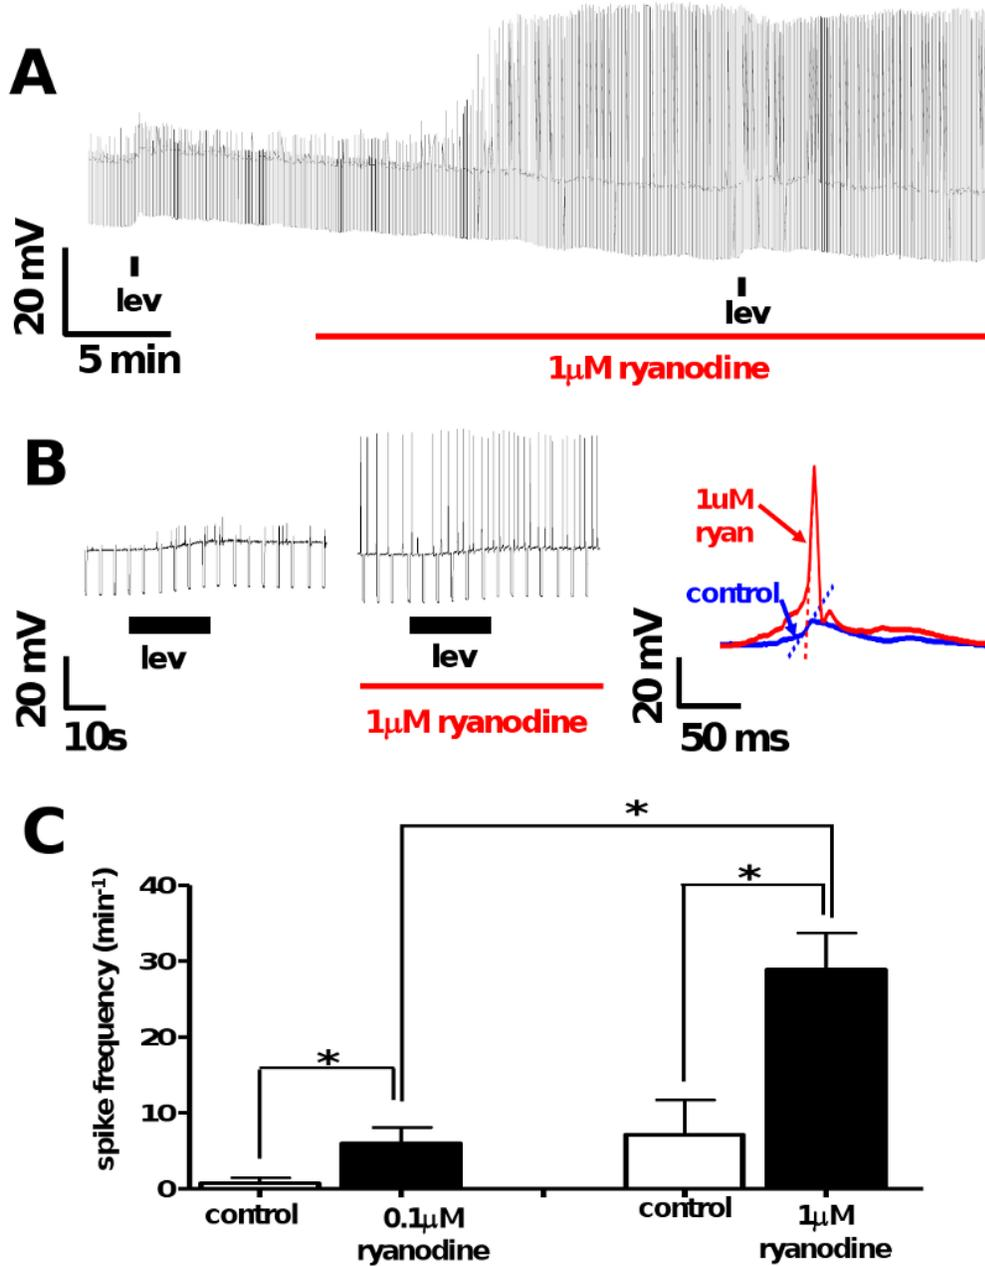 A
20 mV
lev
5 min
lev
1μM ryanodine
B
lev
20 mV
10s
lev
1μM ryanodine
1uM
ryan
control
20 mV
50 ms
C
*
*
*
spike frequency (min⁻¹)
40
30
20
10
0
control
0.1μM
ryanodine
control
1μM
ryanodine